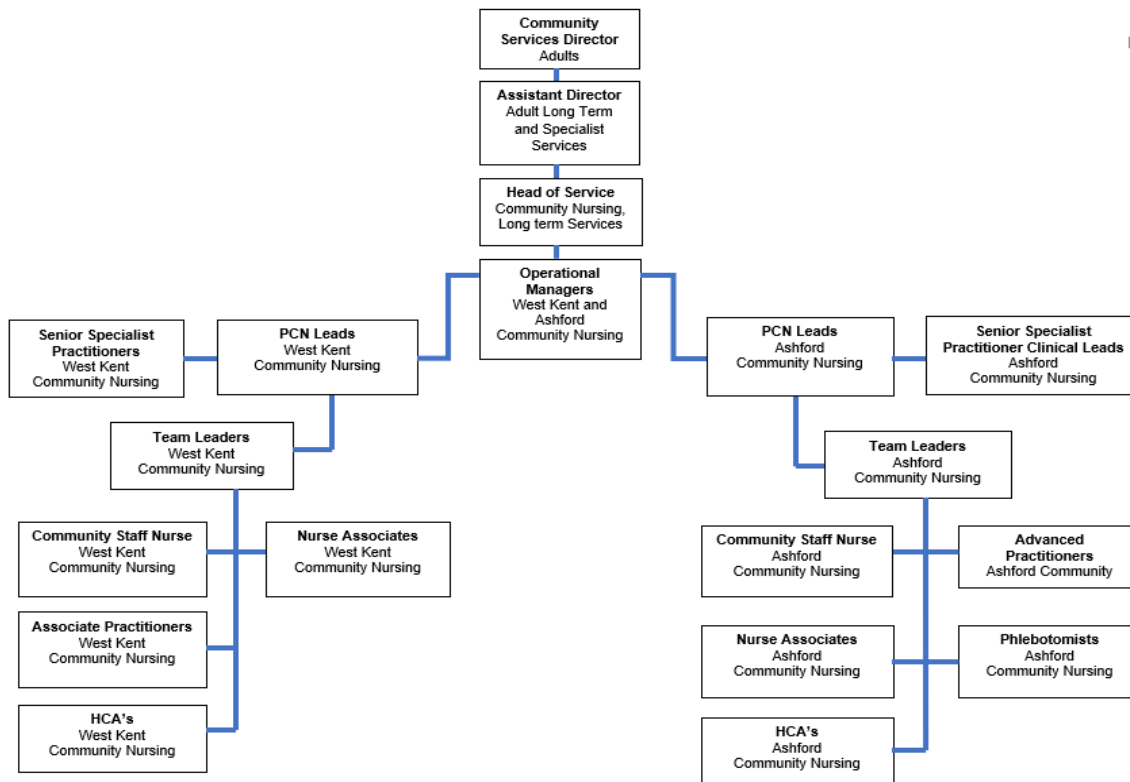 Community
Services Director
Adults
Assistant Director
Adult Long Term
and Specialist
Services
Head of Service
Community Nursing,
Long term Services
Operational
Managers
West Kent and
Ashford
Community Nursing
Senior Specialist
Practitioners
West Kent
Community Nursing
PCN Leads
West Kent
Community Nursing
PCN Leads
Ashford
Community Nursing
Senior Specialist
Practitioner Clinical Leads
Ashford
Community Nursing
Team Leaders
West Kent
Community Nursing
Team Leaders
Ashford
Community Nursing
Community Staff Nurse
West Kent
Community Nursing
Nurse Associates
West Kent
Community Nursing
Community Staff Nurse
Ashford
Community Nursing
Advanced
Practitioners
Ashford Community
Associate Practitioners
West Kent
Community Nursing
Nurse Associates
Ashford
Community Nursing
Phlebotomists
Ashford
Community Nursing
HCA's
West Kent
Community Nursing
HCA's
Ashford
Community Nursing